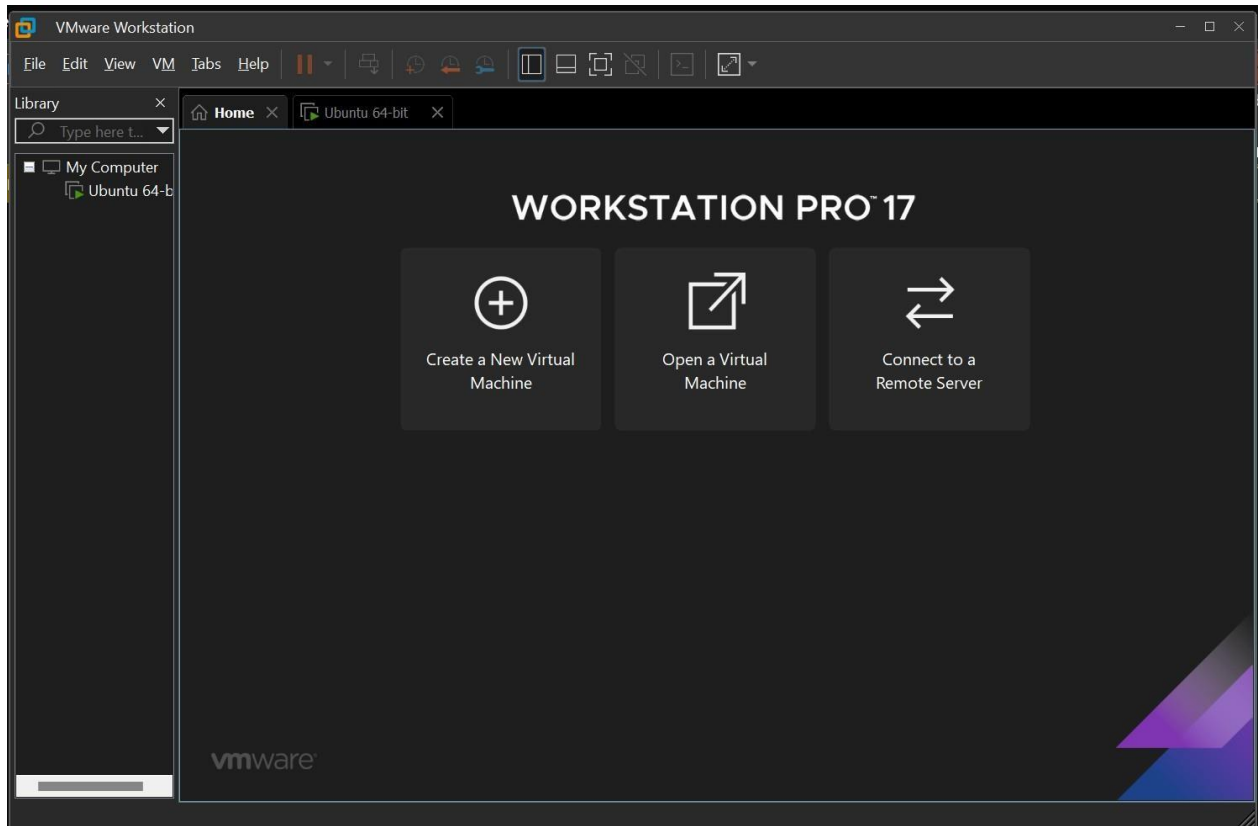 VMware Workstation
File Edit View VM Tabs Help
Library
Type here t...
Home
Ubuntu 64-bit
My Computer
Ubuntu 64-b
WORKSTATION PRO™ 17
Create a New Virtual
Machine
Open a Virtual
Machine
Connect to a
Remote Server
vmware